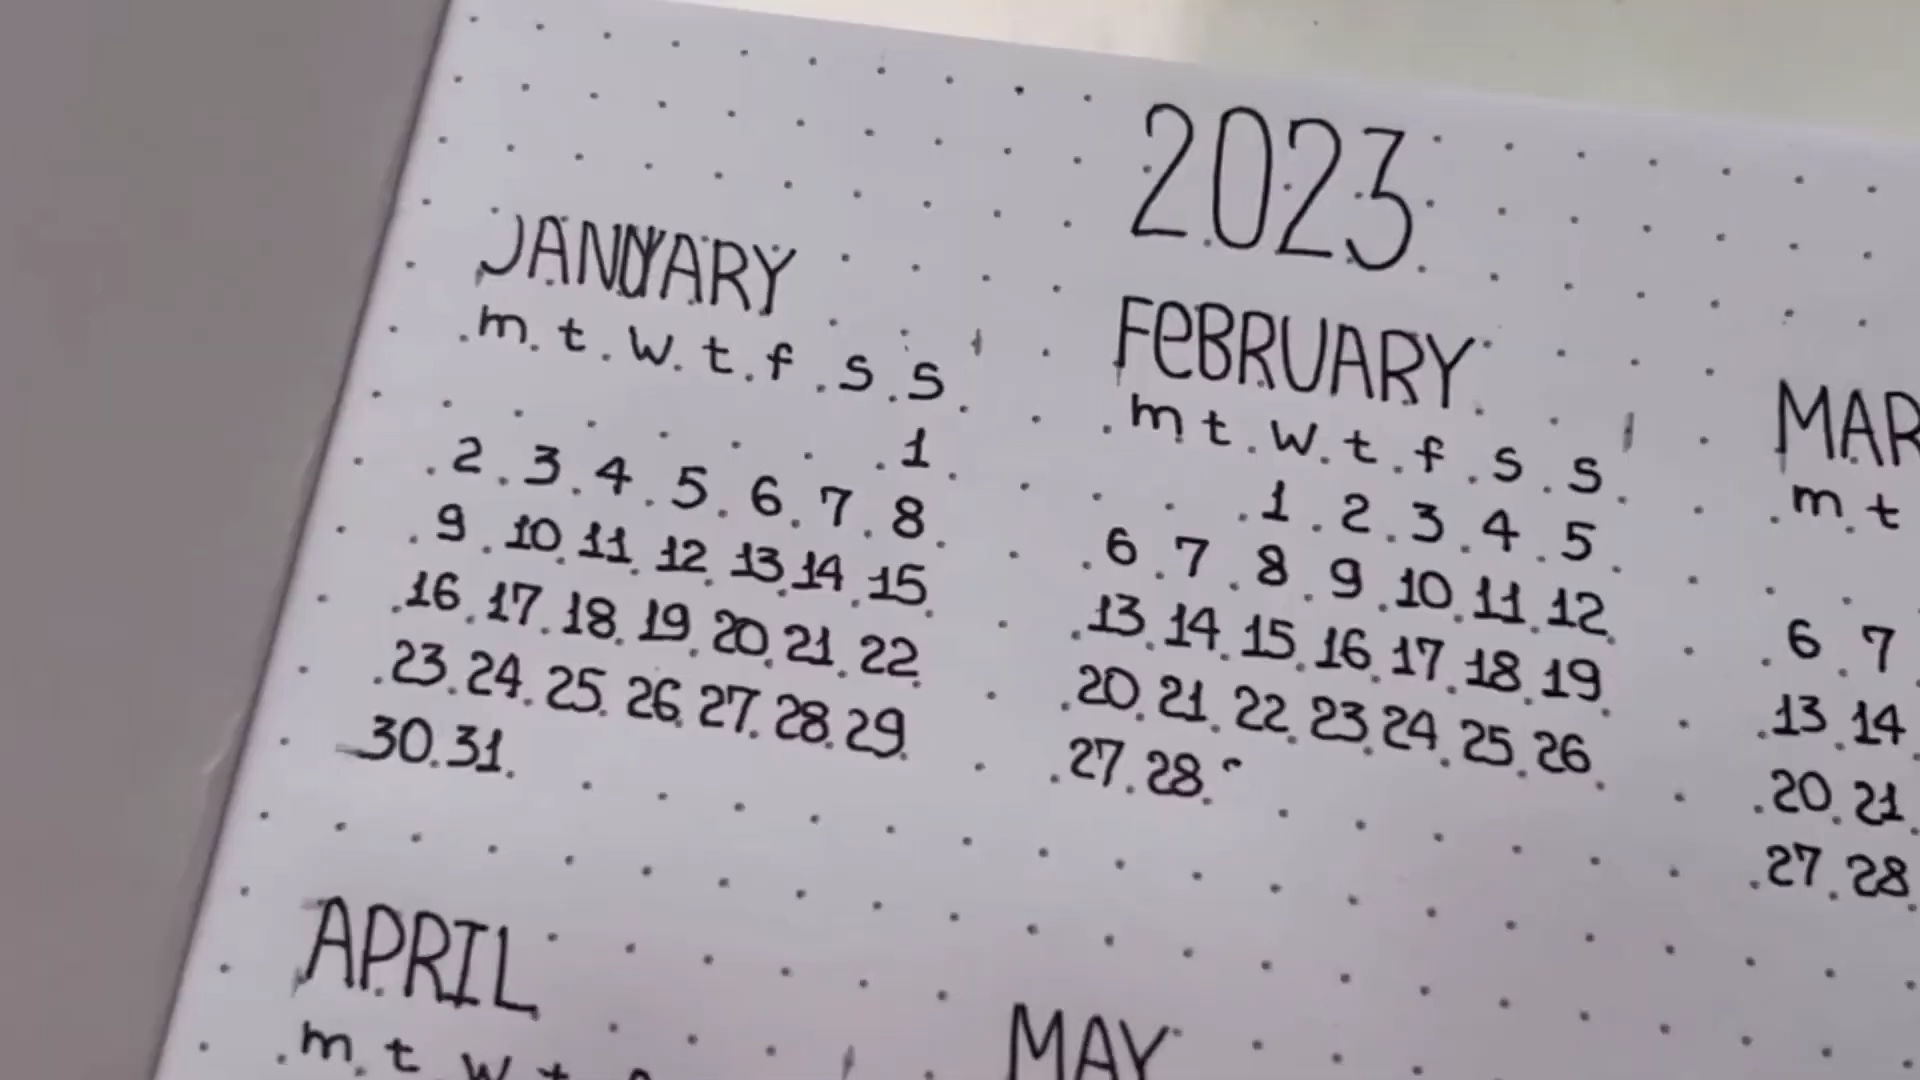 2023
JANUARY
m t w t f s s
1
2 3 4 5 6 7 8
9 10 11 12 13 14 15
16 17 18 19 20 21 22
23 24 25 26 27 28 29
30 31
FeBRUARY
m t w t f s s
1 2 3 4 5
6 7 8 9 10 11 12
13 14 15 16 17 18 19
20 21 22 23 24 25 26
27 28
MAR
m t
6 7
13 14
20 21
27 28
APRIL
m t w t
MAY